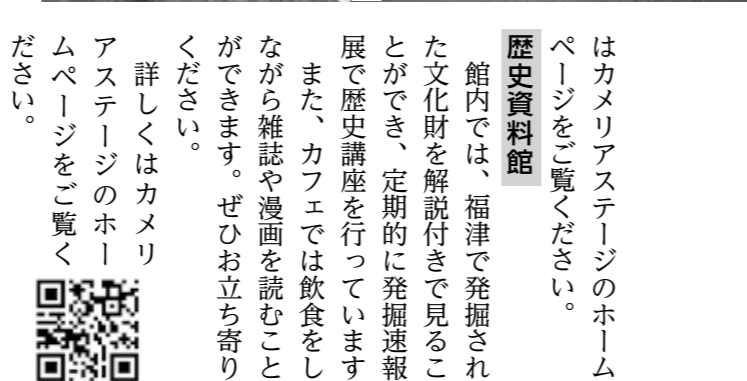 はカメリアステージのホーム
ページをご覧ください。
歴史資料館
館内では、福津で発掘され
た文化財を解説付きで見るこ
とができ、定期的に発掘速報
展で歴史講座を行っています
また、カフェでは飲食をし
ながら雑誌や漫画を読むこと
ができます。ぜひお立ち寄り
ください。
詳しくはカメリ
アステージのホー
ムページをご覧く
ださい。